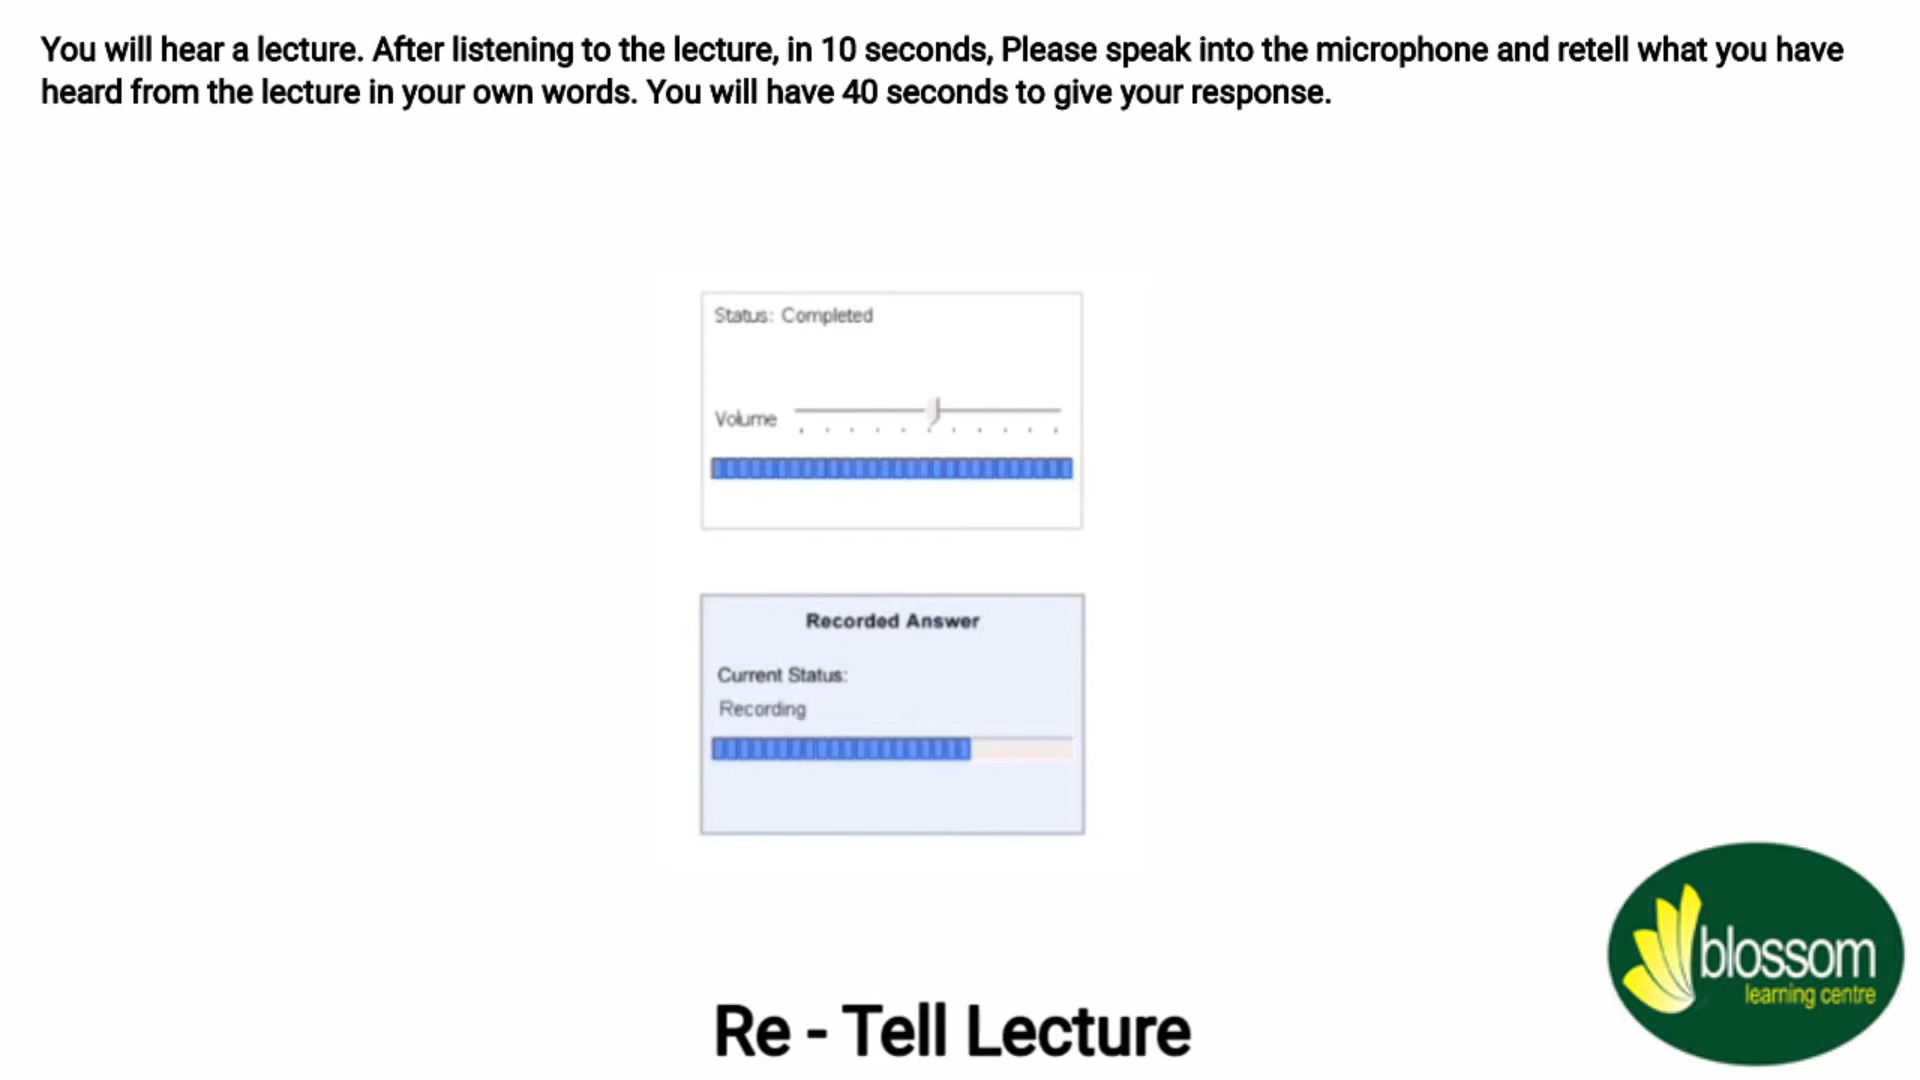 You will hear a lecture. After listening to the lecture, in 10 seconds, Please speak into the microphone and retell what you have
heard from the lecture in your own words. You will have 40 seconds to give your response.
Status: Completed
Volume
Recorded Answer
Current Status:
Recording
blossom
learning centre
Re - Tell Lecture